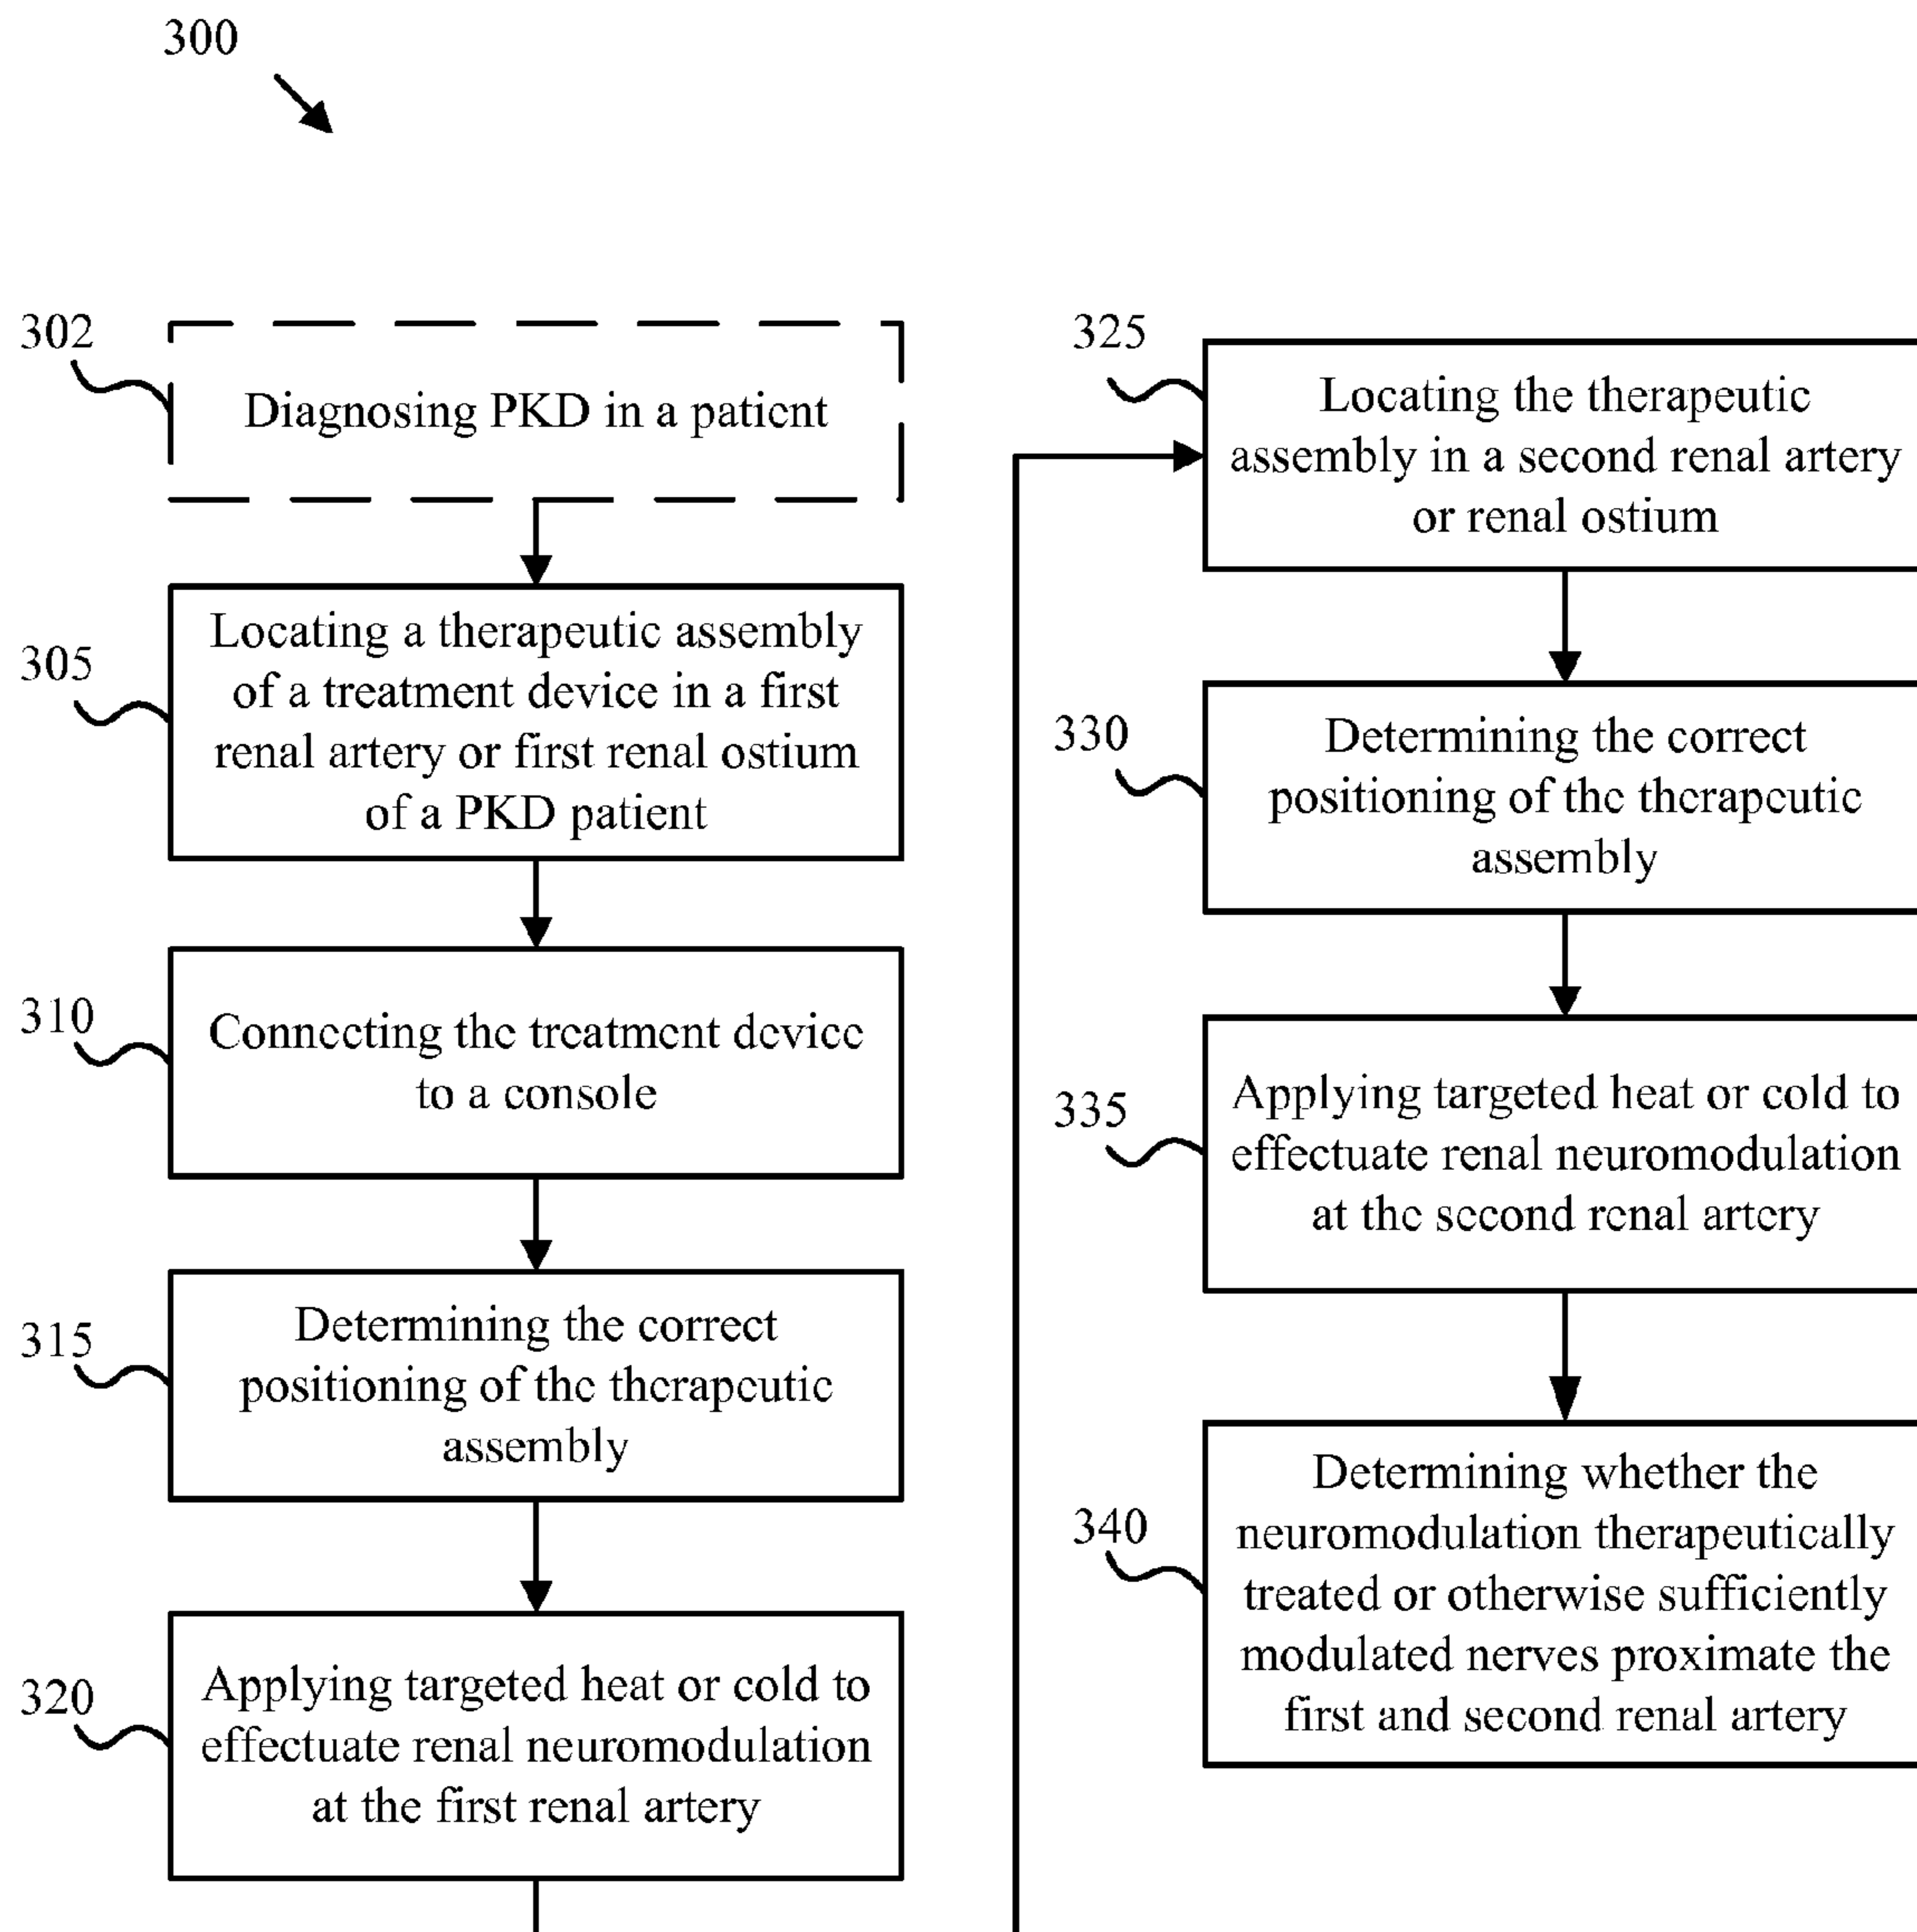 300
302
Diagnosing PKD in a patient
305
Locating a therapeutic assembly
of a treatment device in a first
renal artery or first renal ostium
of a PKD patient
310
Connecting the treatment device
to a console
315
Determining the correct
positioning of the therapeutic
assembly
320
Applying targeted heat or cold to
effectuate renal neuromodulation
at the first renal artery
325
Locating the therapeutic
assembly in a second renal artery
or renal ostium
330
Determining the correct
positioning of the therapeutic
assembly
335
Applying targeted heat or cold to
effectuate renal neuromodulation
at the second renal artery
340
Determining whether the
neuromodulation therapeutically
treated or otherwise sufficiently
modulated nerves proximate the
first and second renal artery